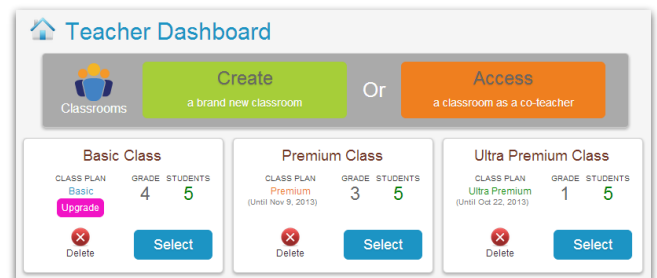 Teacher Dashboard
Classrooms
Create
a brand new classroom
Or
Access
a classroom as a co-teacher
Basic Class
CLASS PLAN GRADE STUDENTS
Basic 4 5
Upgrade
Delete Select
Premium Class
CLASS PLAN GRADE STUDENTS
Premium 3 5
(Until Nov 9, 2013)
Delete Select
Ultra Premium Class
CLASS PLAN GRADE STUDENTS
Ultra Premium 1 5
(Until Oct 22, 2013)
Delete Select